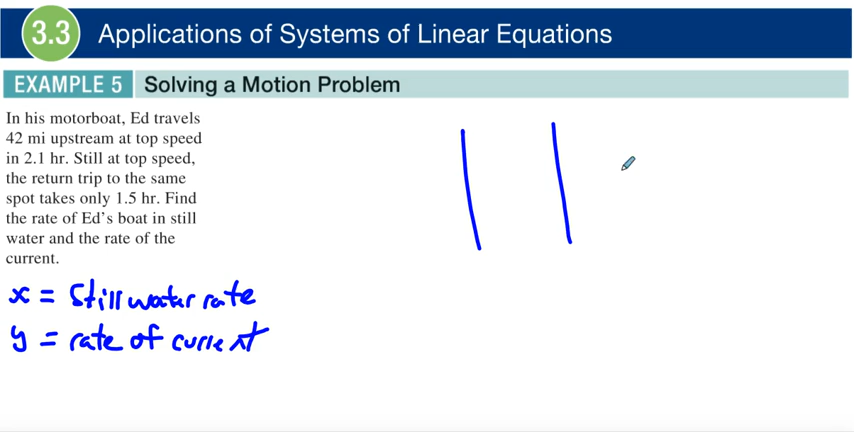 3.3 Applications of Systems of Linear Equations
EXAMPLE 5 Solving a Motion Problem
In his motorboat, Ed travels
42 mi upstream at top speed
in 2.1 hr. Still at top speed,
the return trip to the same
spot takes only 1.5 hr. Find
the rate of Ed's boat in still
water and the rate of the
current.
x = Still water rate
y = rate of current